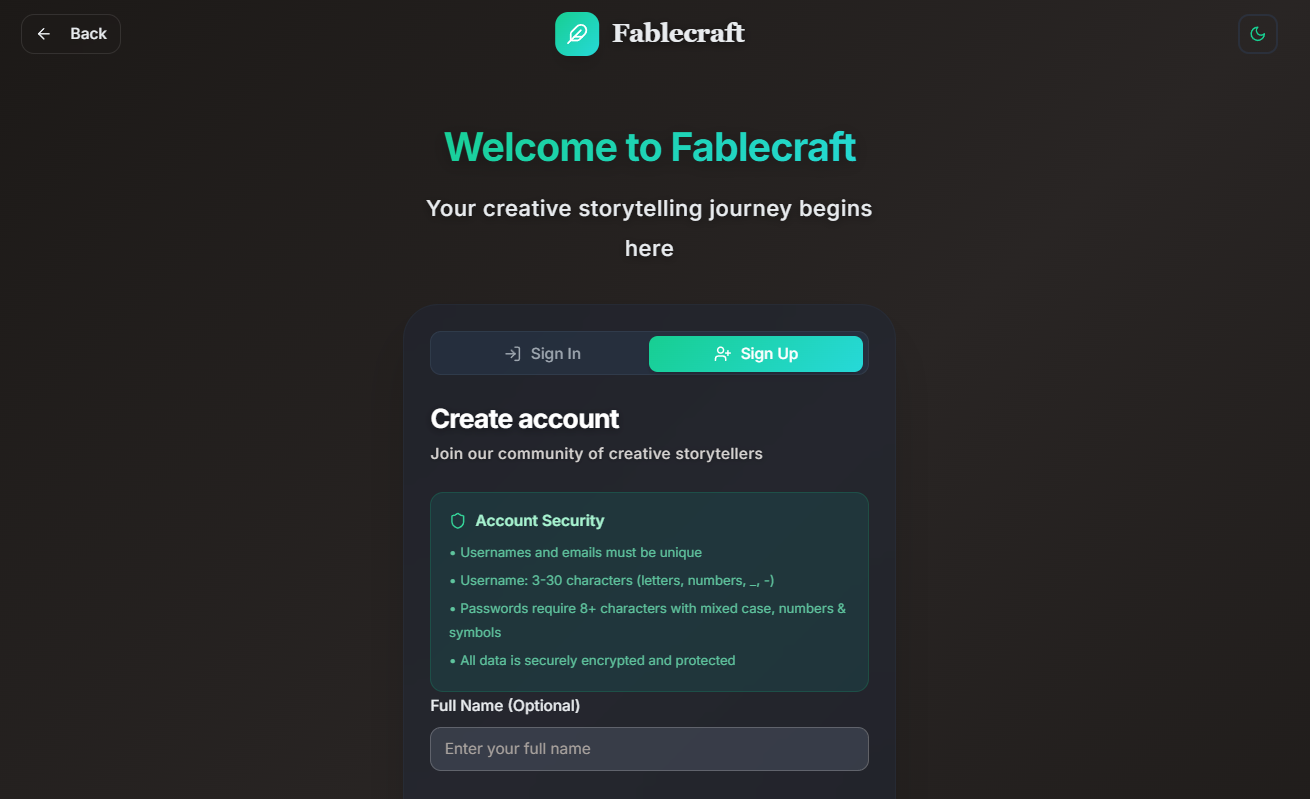 Back
Fablecraft
Welcome to Fablecraft
Your creative storytelling journey begins
here
Sign In
Sign Up
Create account
Join our community of creative storytellers
Account Security
• Usernames and emails must be unique
• Username: 3-30 characters (letters, numbers, _, -)
• Passwords require 8+ characters with mixed case, numbers &
symbols
• All data is securely encrypted and protected
Full Name (Optional)
Enter your full name